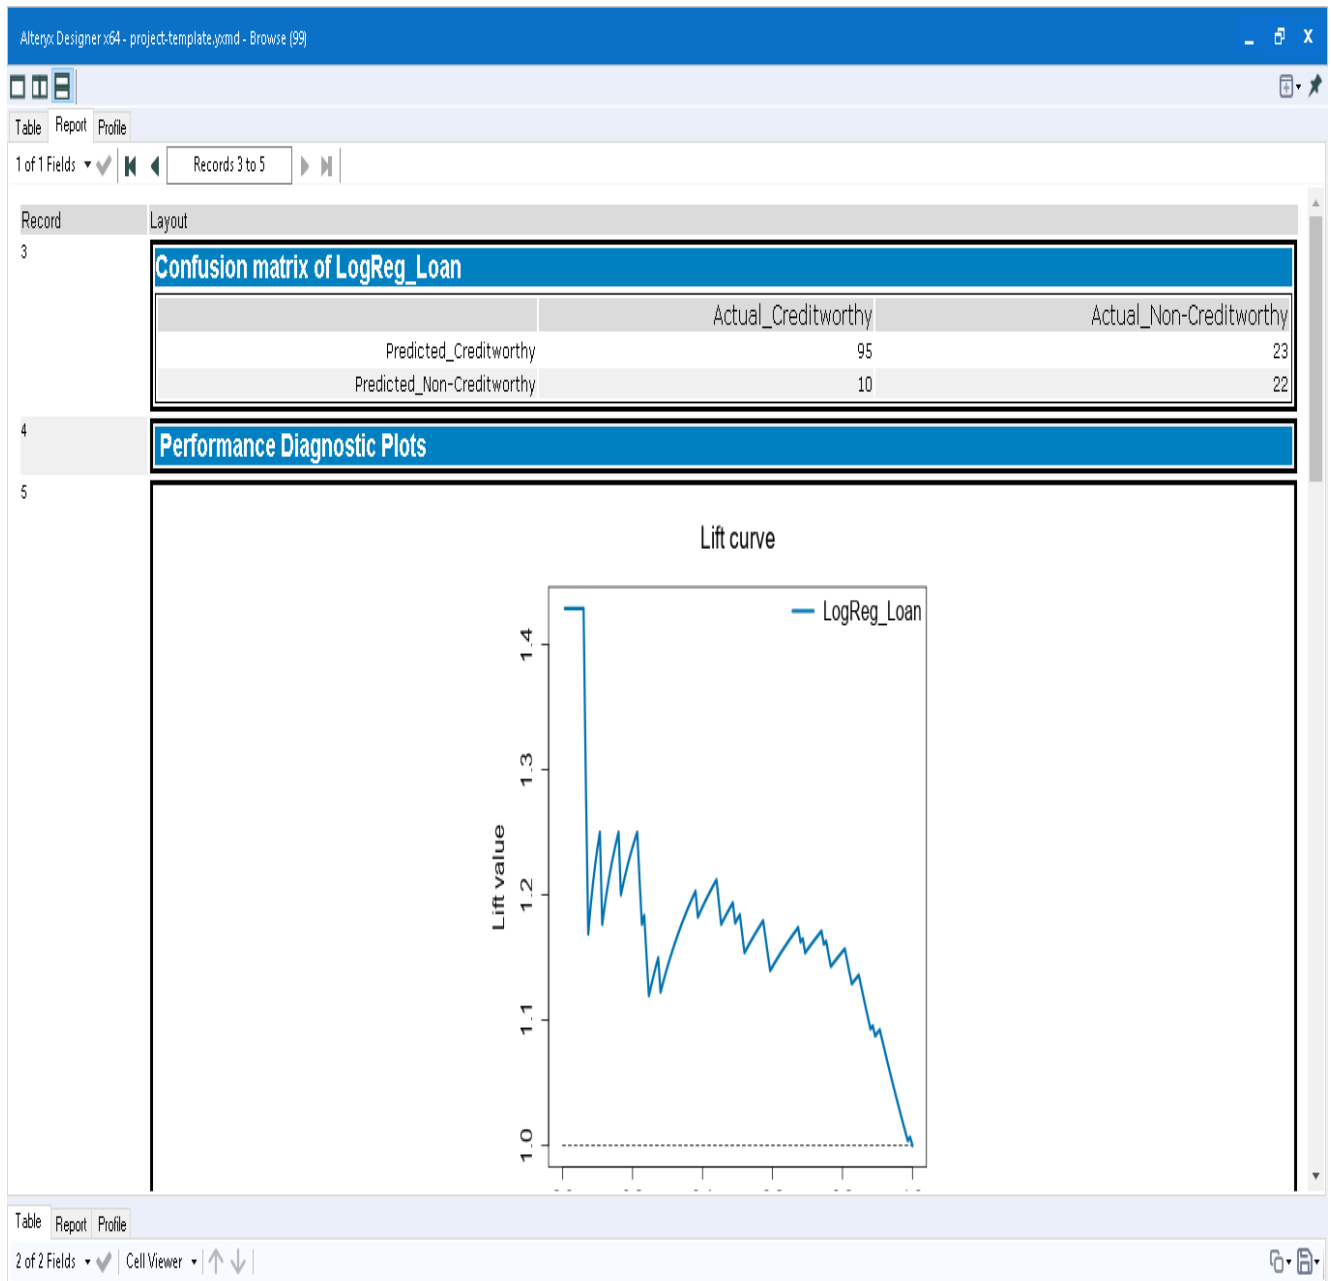 Alteryx Designer x64 - project-template.yxmd - Browse (99)
Table Report Profile
1 of 1 Fields Records 3 to 5
Record Layout
3
Confusion matrix of LogReg_Loan
Actual_Creditworthy Actual_Non-Creditworthy
Predicted_Creditworthy 95 23
Predicted_Non-Creditworthy 10 22
4
Performance Diagnostic Plots
5
Lift curve
LogReg_Loan
1.4
1.3
1.2
Lift value
1.1
1.0
Table Report Profile
2 of 2 Fields Cell Viewer